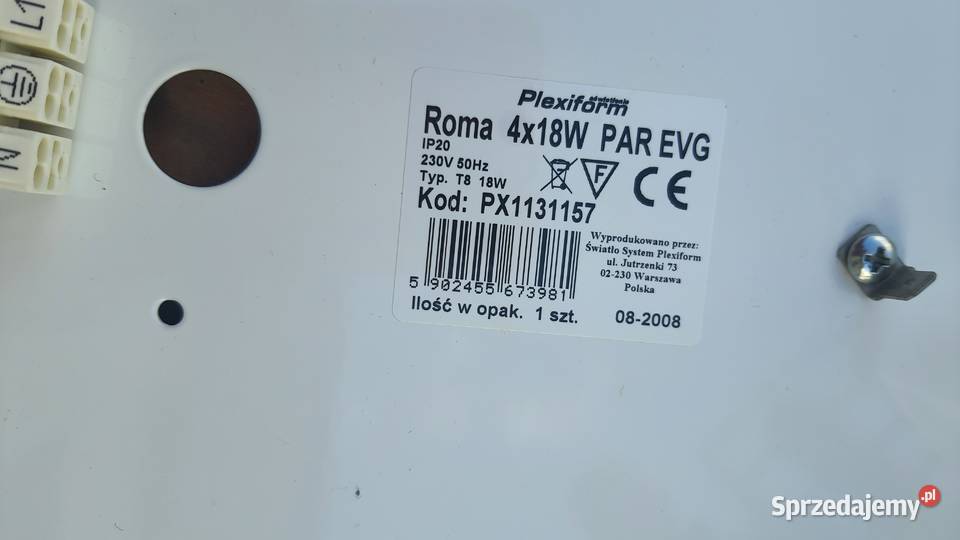 L1
N
Plexiform
oświetlenie
Roma 4x18W PAR EVG
IP20
230V 50Hz
Typ. T8 18W
F
CE
Kod: PX1131157
Wyprodukowano przez:
Światło System Plexiform
ul. Jutrzenki 73
02-230 Warszawa
Polska
5 902455 673981
Ilość w opak. 1 szt.
08-2008
Sprzedajemy.pl